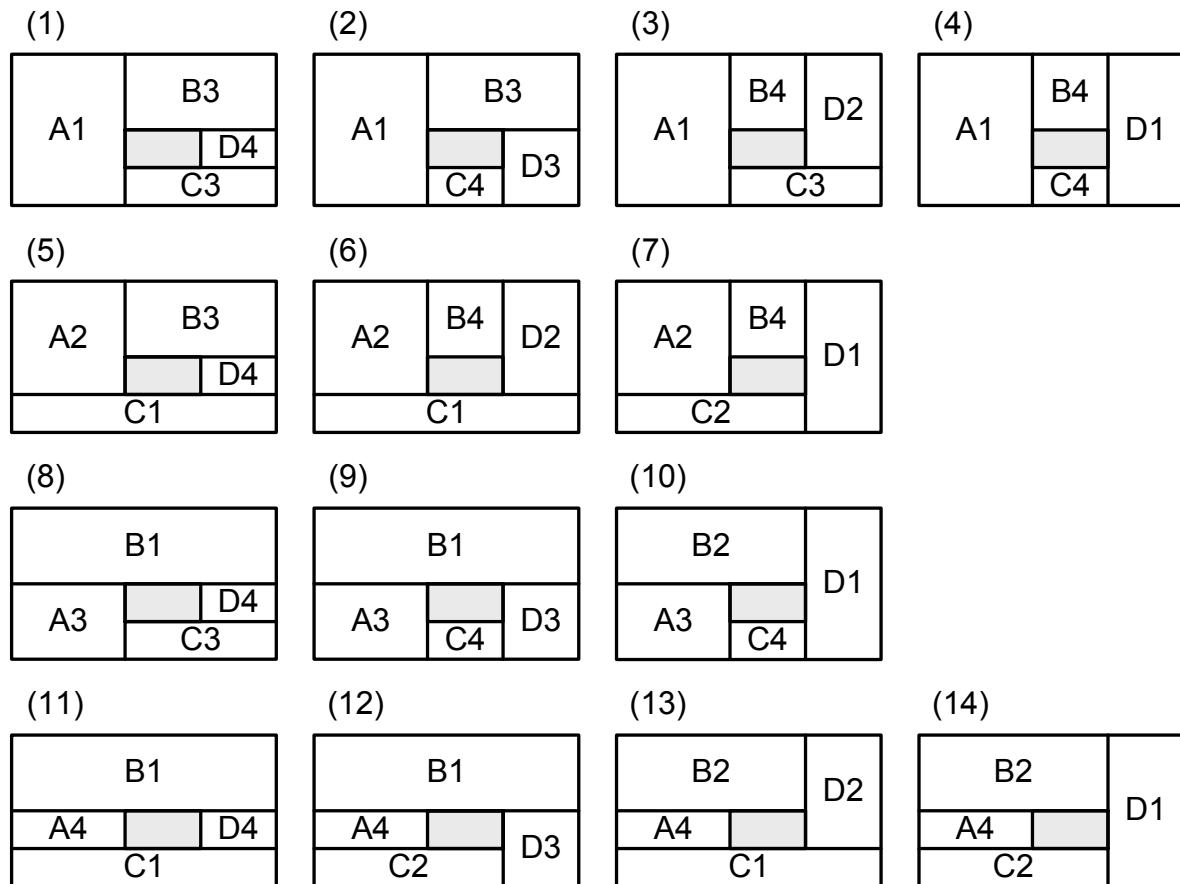 (1) (2) (3) (4)
B3 B3 B4 D2 B4
A1 A1 A1 A1 D1
D4 D3
C3 C4 C3 C4
(5) (6) (7)
A2 B3 A2 B4 D2 A2 B4
D1
D4
C1 C1 C2
(8) (9) (10)
B1 B1 B2
D1
A3 D4 A3 D3 A3
C3 C4 C4
(11) (12) (13) (14)
B1 B1 B2 D2 B2
D1
A4 D4 A4 A4 A4
D3
C1 C2 C1 C2